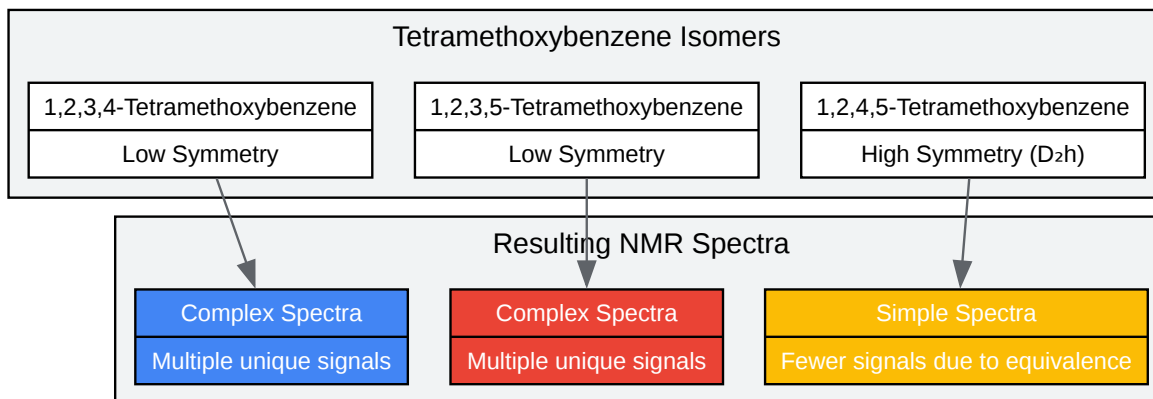 Tetramethoxybenzene Isomers
1,2,3,4-Tetramethoxybenzene
Low Symmetry
1,2,3,5-Tetramethoxybenzene
Low Symmetry
1,2,4,5-Tetramethoxybenzene
High Symmetry (D₂h)
Resulting NMR Spectra
Complex Spectra
Multiple unique signals
Complex Spectra
Multiple unique signals
Simple Spectra
Fewer signals due to equivalence